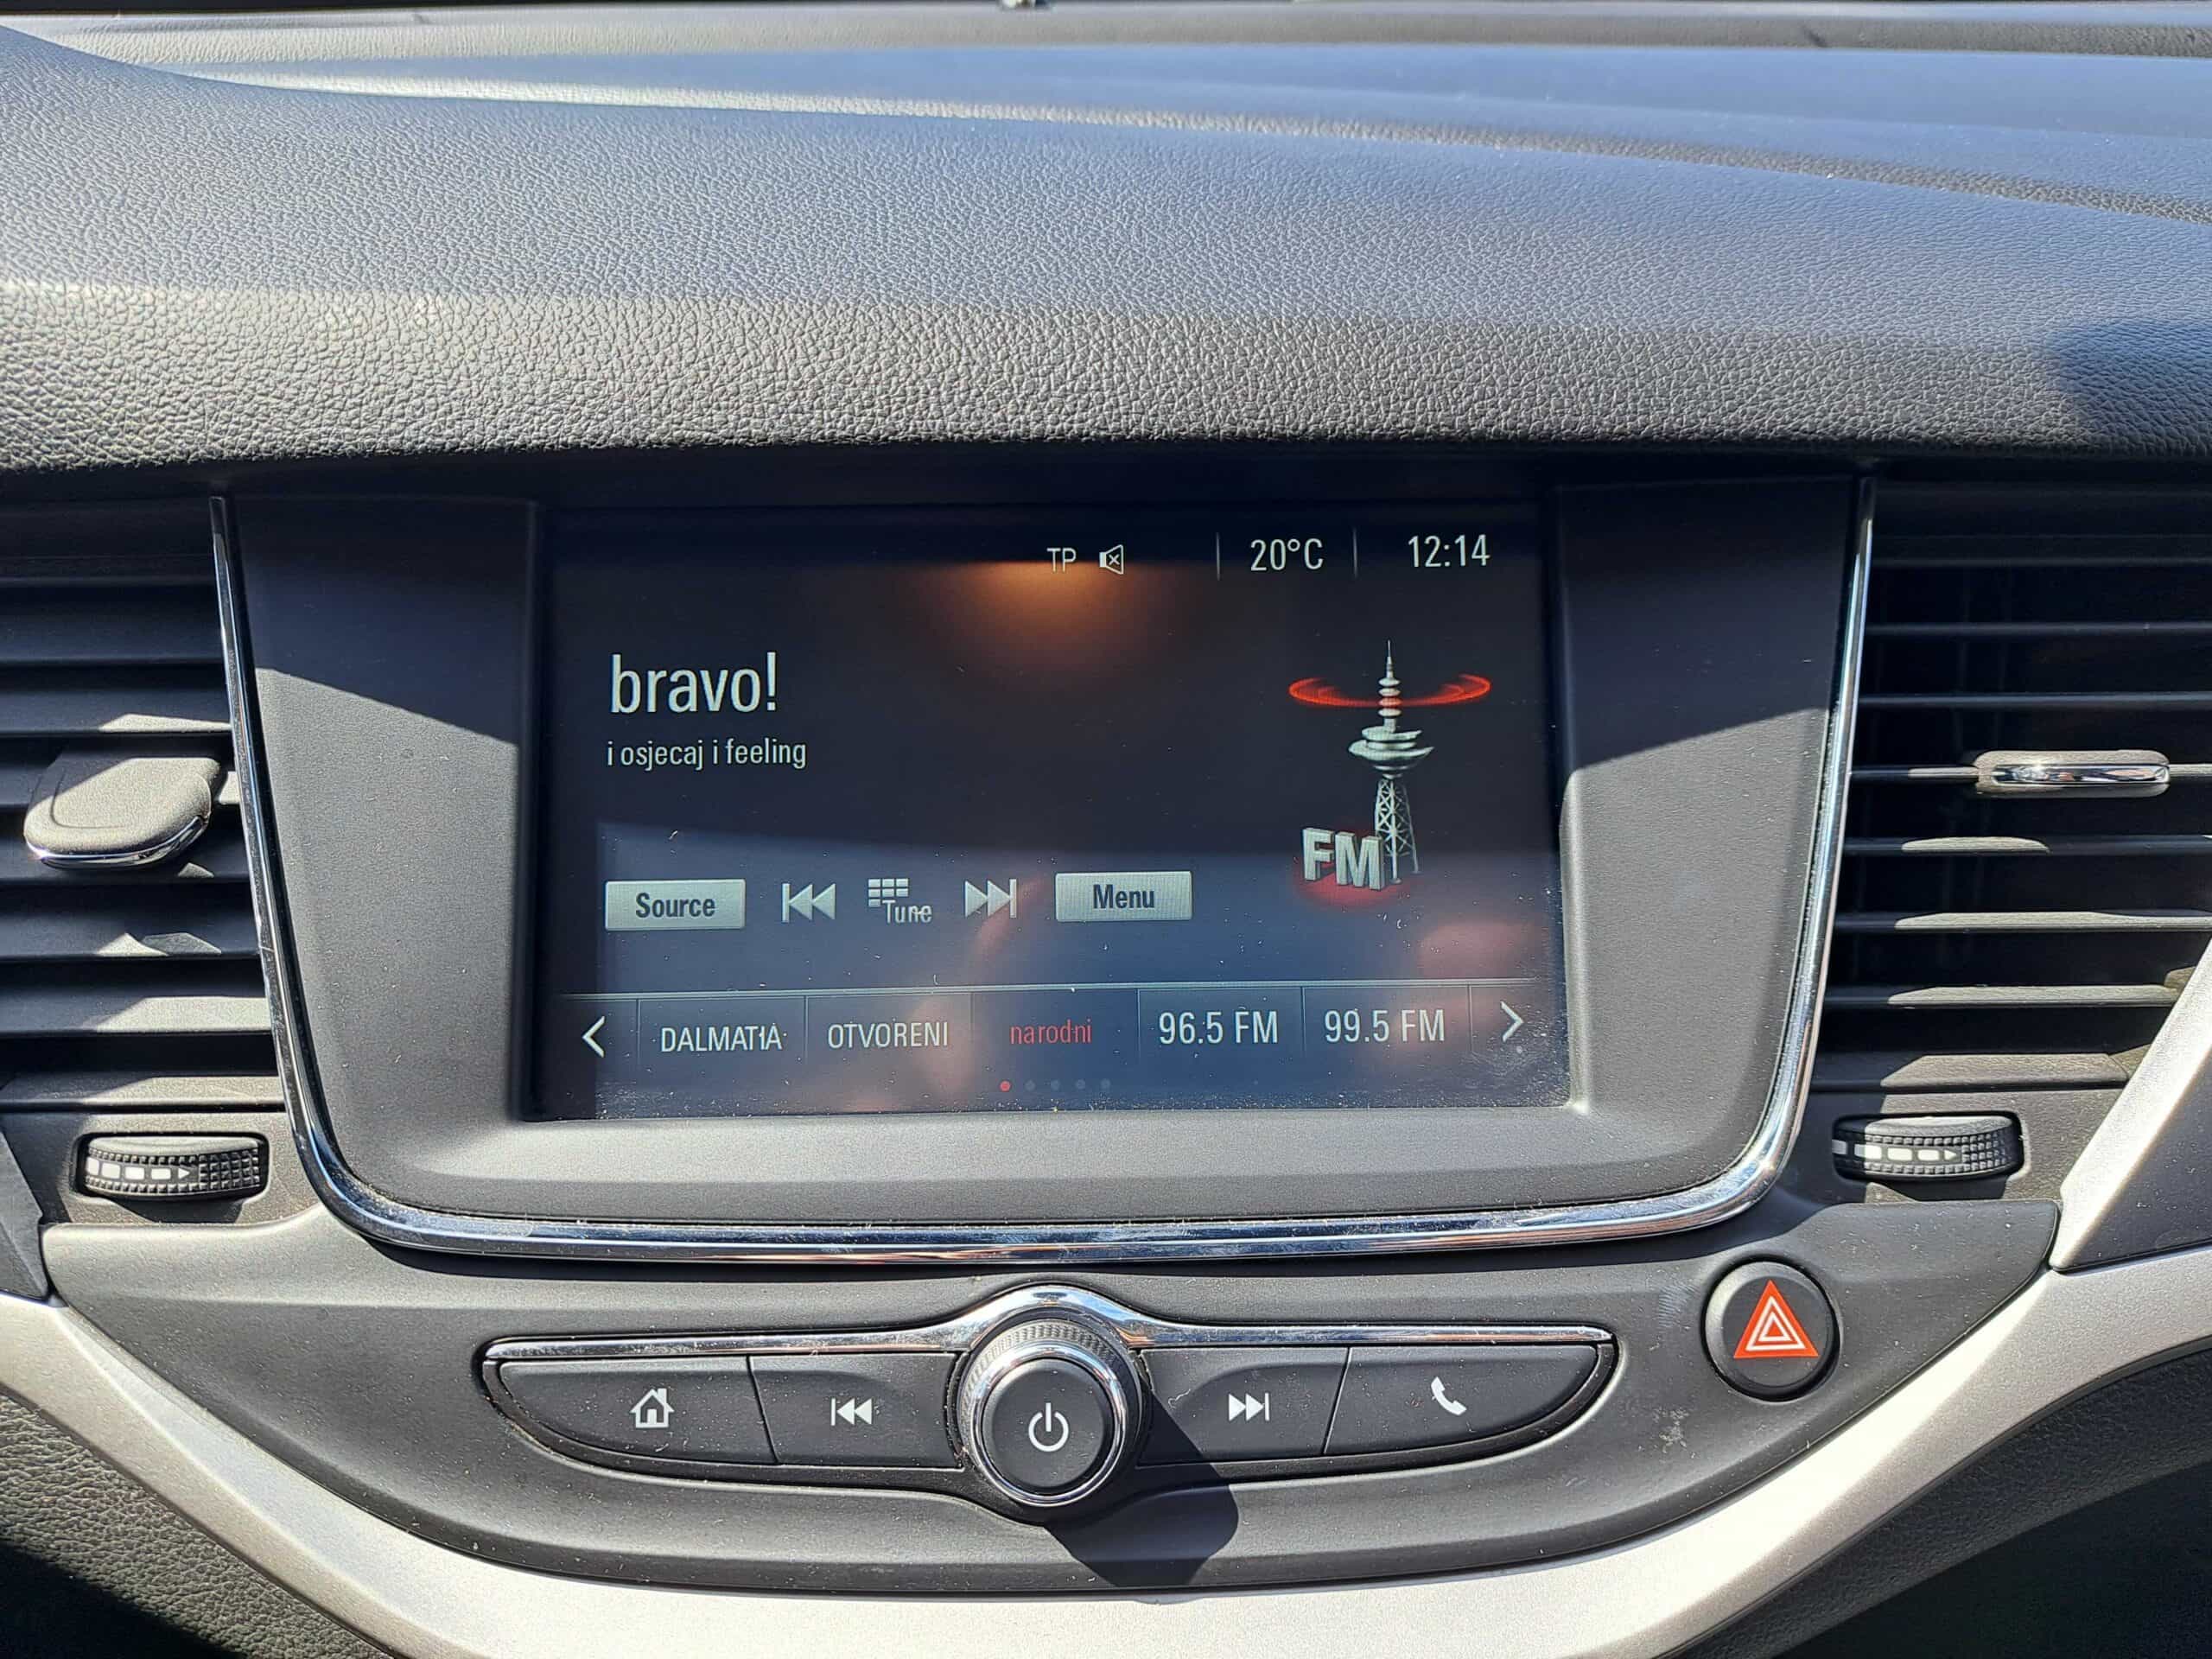 TP 20°C 12:14
bravo!
i osjecaj i feeling
FM
Source Tune Menu
DALMATIA OTVORENI narodni 96.5 FM 99.5 FM